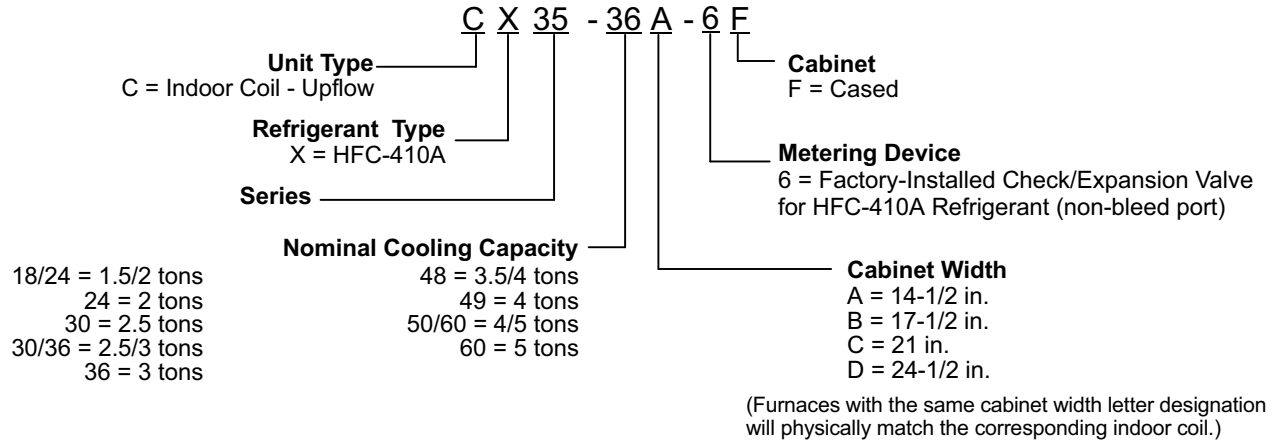 C X 35 - 36 A - 6 F
Unit Type
C = Indoor Coil - Upflow
Refrigerant Type
X = HFC-410A
Series
Nominal Cooling Capacity
18/24 = 1.5/2 tons
24 = 2 tons
30 = 2.5 tons
30/36 = 2.5/3 tons
36 = 3 tons
48 = 3.5/4 tons
49 = 4 tons
50/60 = 4/5 tons
60 = 5 tons
Cabinet
F = Cased
Metering Device
6 = Factory-Installed Check/Expansion Valve
for HFC-410A Refrigerant (non-bleed port)
Cabinet Width
A = 14-1/2 in.
B = 17-1/2 in.
C = 21 in.
D = 24-1/2 in.
(Furnaces with the same cabinet width letter designation
will physically match the corresponding indoor coil.)